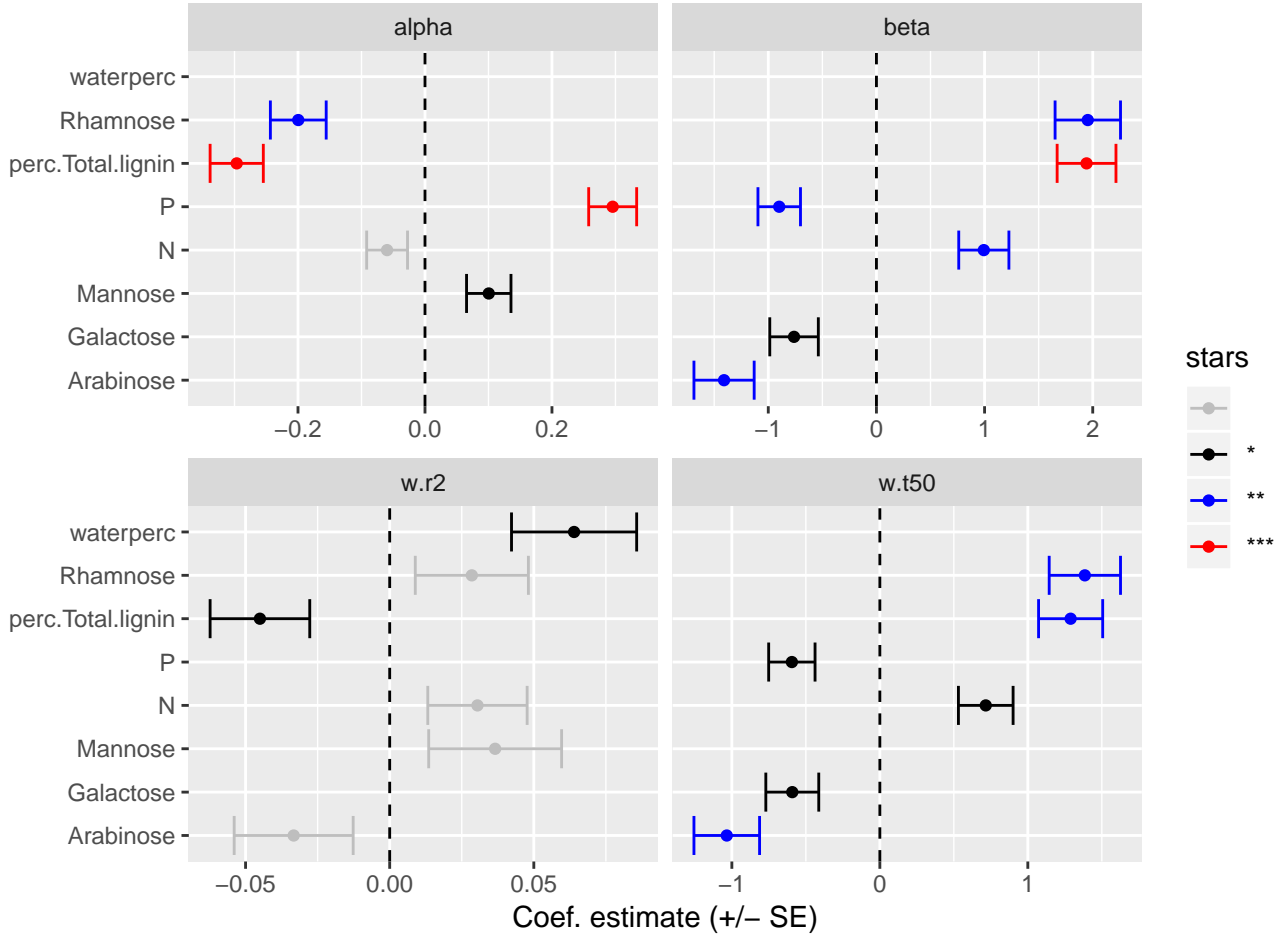 alpha
beta
waterperc
Rhamnose
perc.Total.lignin
P
N
Mannose
Galactose
Arabinose
−0.2 0.0 0.2
−1 0 1 2
stars
*
**
***
w.r2
w.t50
waterperc
Rhamnose
perc.Total.lignin
P
N
Mannose
Galactose
Arabinose
−0.05 0.00 0.05
−1 0 1
Coef. estimate (+/− SE)